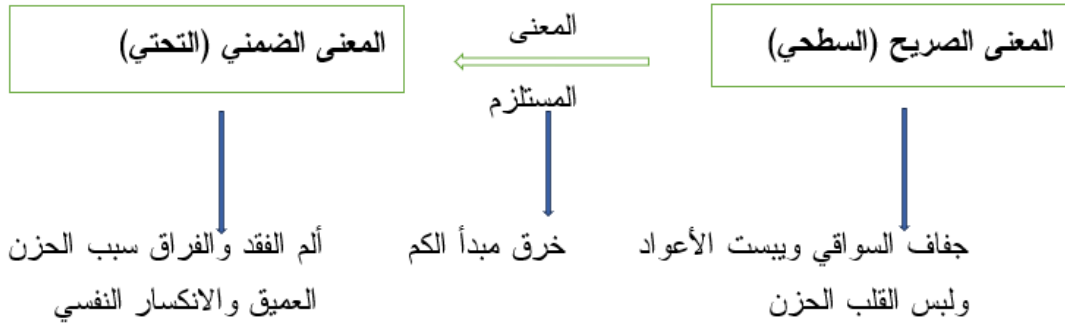 المعنى الصريح (السطحي)
المعنى
المستلزم
المعنى الضمني (التحتي)
جفاف السواقي ويبست الأعواد
ولبس القلب الحزن
خرق مبدأ الكم
ألم الفقد والفراق سبب الحزن
العميق والانكسار النفسي